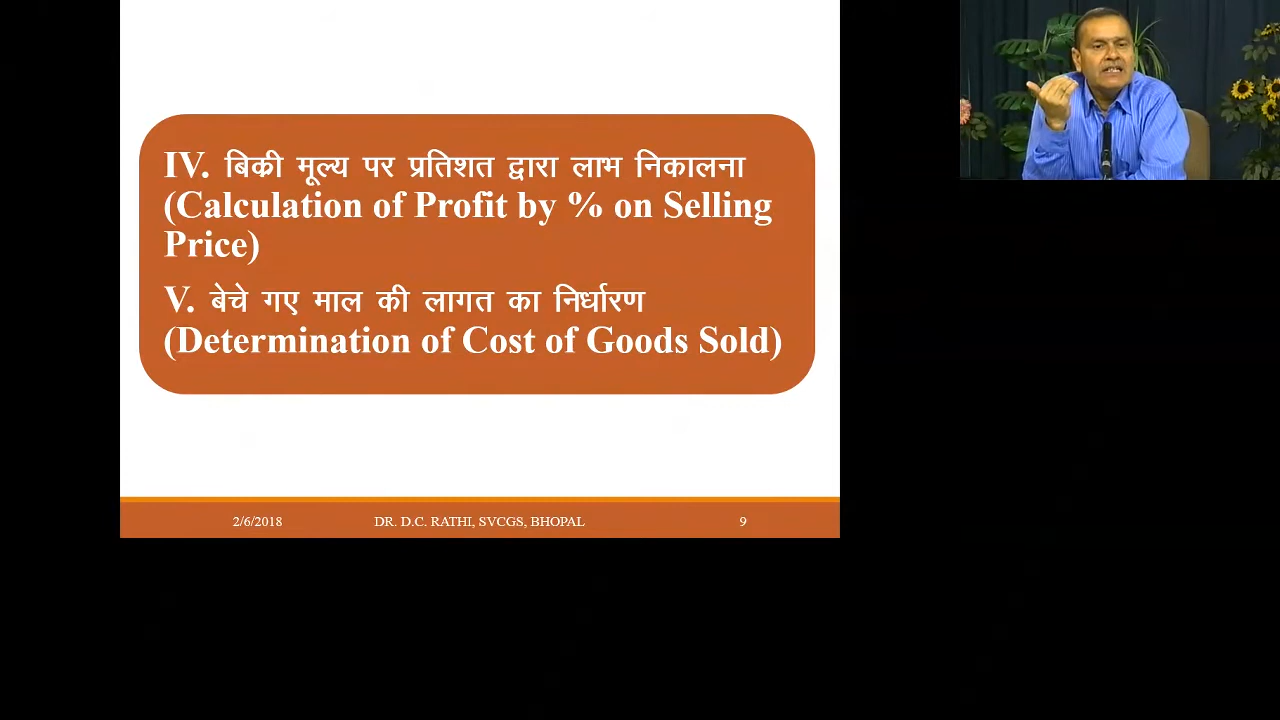 IV. बिक्री मूल्य पर प्रतिशत द्वारा लाभ निकालना
(Calculation of Profit by % on Selling
Price)
V. बेचे गए माल की लागत का निर्धारण
(Determination of Cost of Goods Sold)
2/6/2018 DR. D.C. RATHI, SVCGS, BHOPAL 9